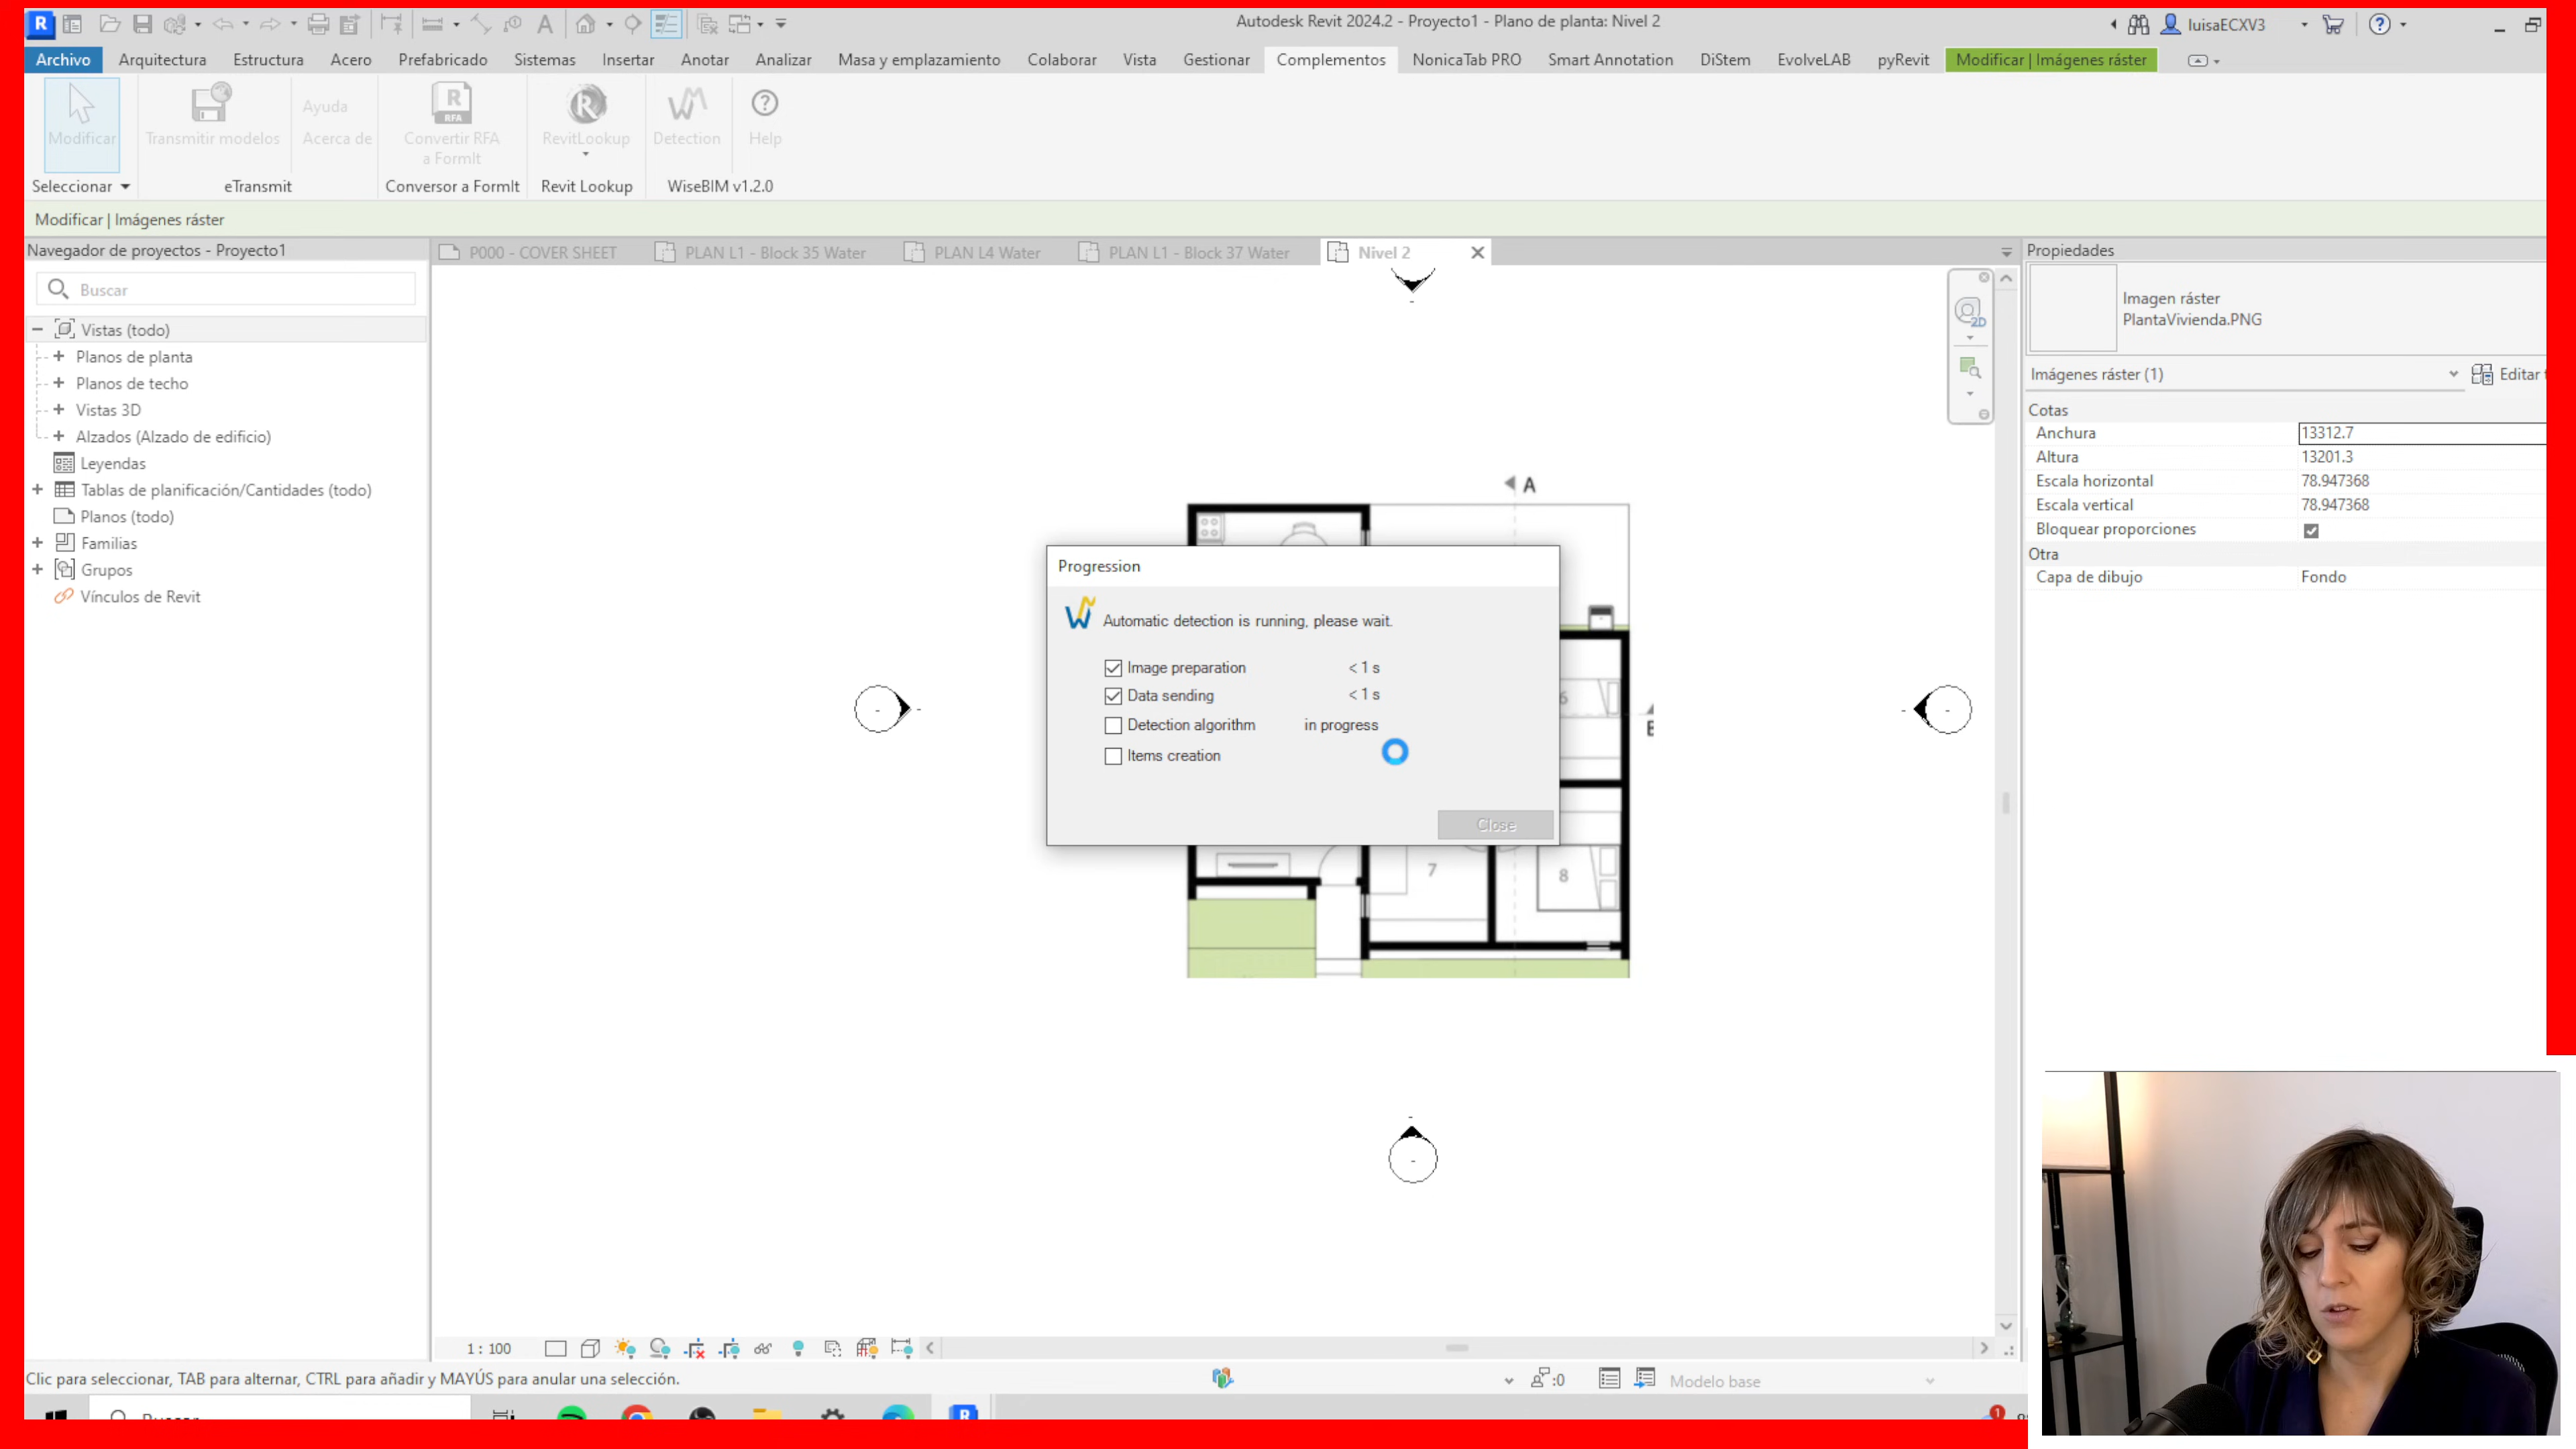 Autodesk Revit 2024.2 - Proyecto1 - Plano de planta: Nivel 2
luisaECXV3
Archivo Arquitectura Estructura Acero Prefabricado Sistemas Insertar Anotar Analizar Masa y emplazamiento Colaborar Vista Gestionar Complementos NonicaTab PRO Smart Annotation DiStem EvolveLAB pyRevit Modificar | Imágenes ráster
Modificar
Transmitir modelos
Ayuda
Acerca de
R
RFA
Convertir RFA
a FormIt
RevitLookup
Detection
Help
Seleccionar eTransmit Conversor a FormIt Revit Lookup WiseBIM v1.2.0
Modificar | Imágenes ráster
Navegador de proyectos - Proyecto1
P000 - COVER SHEET PLAN L1 - Block 35 Water PLAN L4 Water PLAN L1 - Block 37 Water Nivel 2
Propiedades
Buscar
Vistas (todo)
Planos de planta
Planos de techo
Vistas 3D
Alzados (Alzado de edificio)
Leyendas
Tablas de planificación/Cantidades (todo)
Planos (todo)
Familias
Grupos
Vínculos de Revit
2D
Imagen ráster
PlantaVivienda.PNG
Imágenes ráster (1) Editar
Cotas
Anchura 13312.7
Altura 13201.3
Escala horizontal 78.947368
Escala vertical 78.947368
Bloquear proporciones
Otra
Capa de dibujo Fondo
A
Progression
Automatic detection is running, please wait.
Image preparation < 1 s
Data sending < 1 s
Detection algorithm in progress
Items creation
Close
6
7
8
1 : 100
Clic para seleccionar, TAB para alternar, CTRL para añadir y MAYÚS para anular una selección.
:0
Modelo base
1